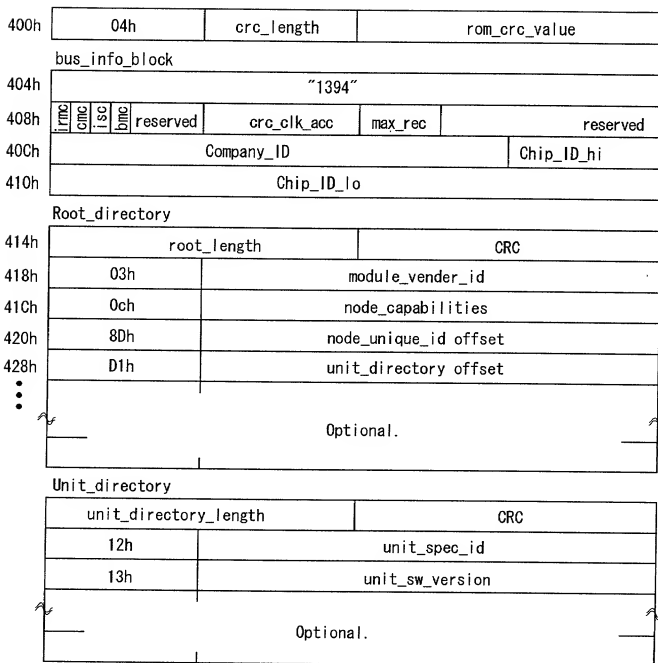 400h 04h crc_length rom_crc_value
bus_info_block
404h "1394"
408h irmc cmc isc bmc reserved crc_clk_acc max_rec reserved
40Ch Company_ID Chip_ID_hi
410h Chip_ID_lo
Root_directory
414h root_length CRC
418h 03h module_vender_id
41Ch 0ch node_capabilities
420h 8Dh node_unique_id offset
428h D1h unit_directory offset
Optional.
Unit_directory
unit_directory_length CRC
12h unit_spec_id
13h unit_sw_version
Optional.